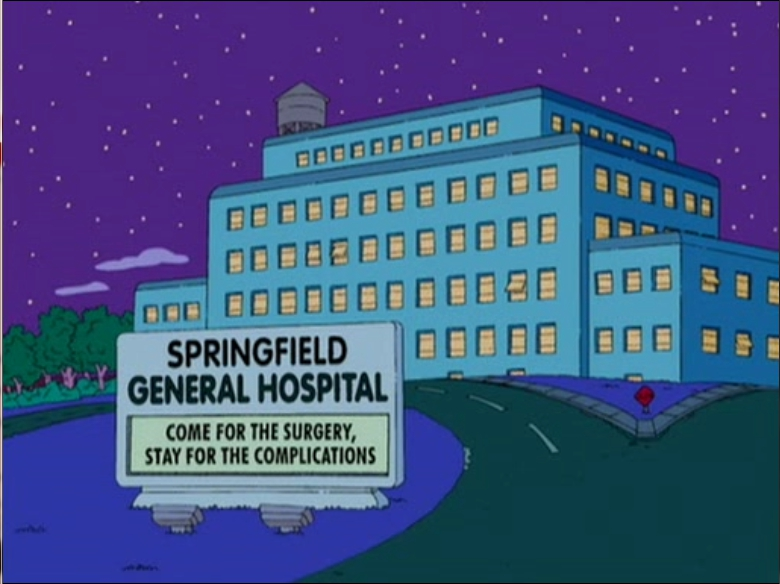 SPRINGFIELD
GENERAL HOSPITAL
COME FOR THE SURGERY,
STAY FOR THE COMPLICATIONS